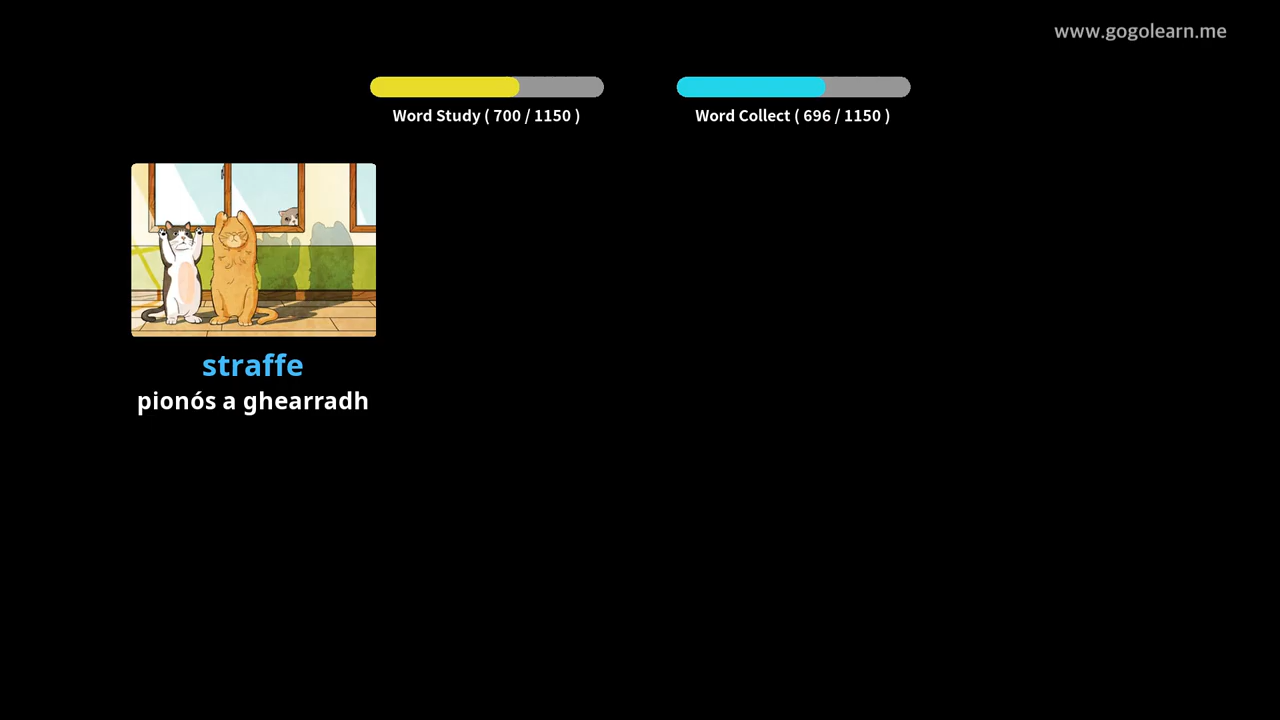 www.gogolearn.me
Word Study ( 700 / 1150 )
Word Collect ( 696 / 1150 )
straffe
pionós a ghearradh